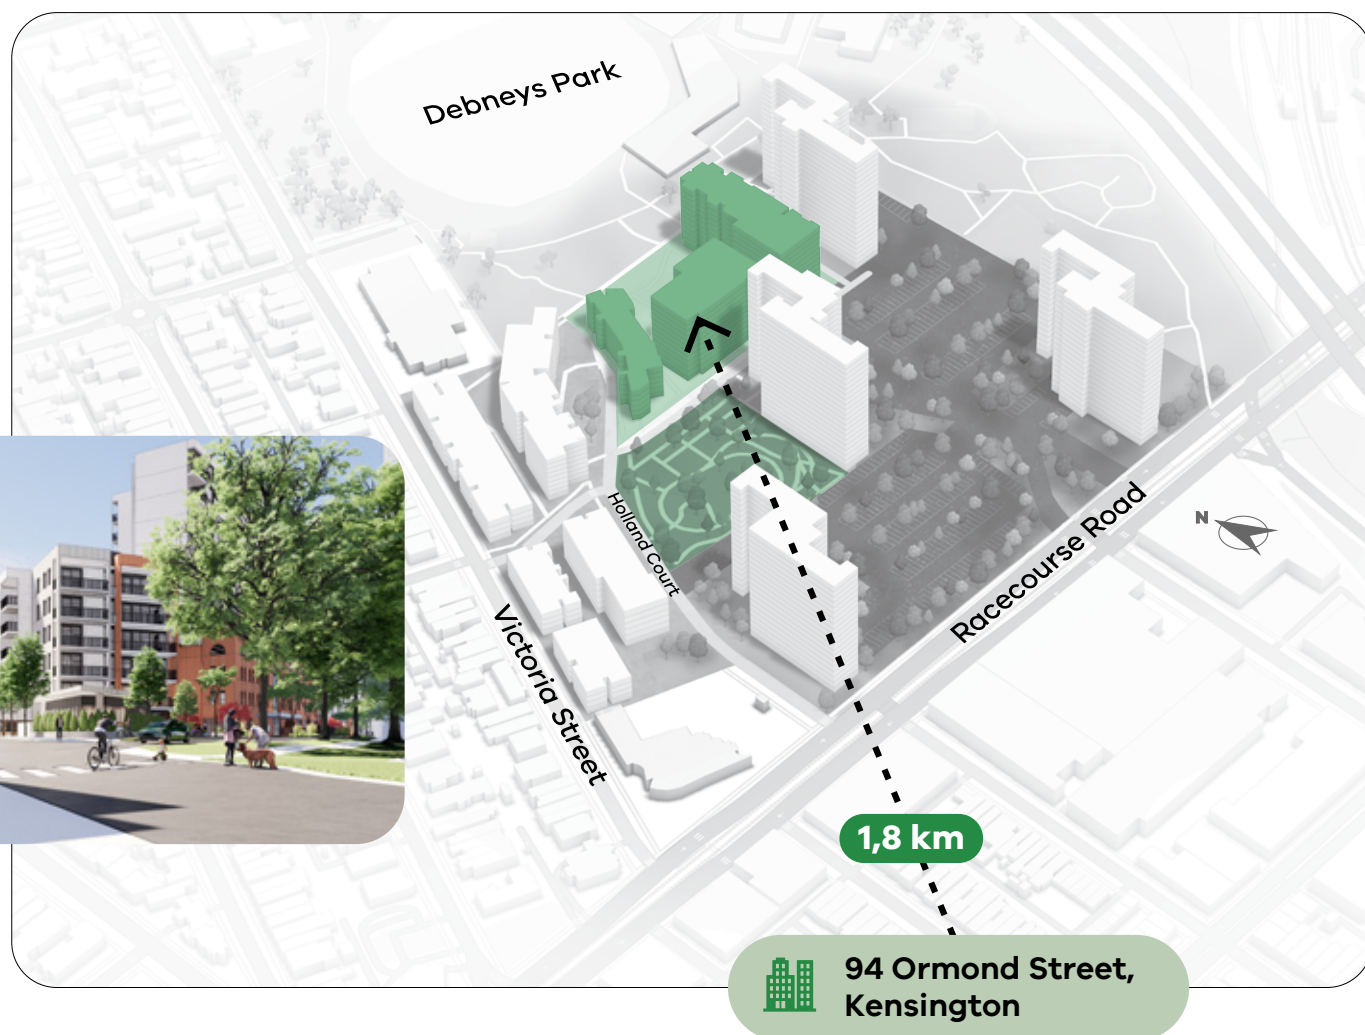 Debneys Park
Holland Court
Victoria Street
Racecourse Road
N
1,8 km
94 Ormond Street,
Kensington